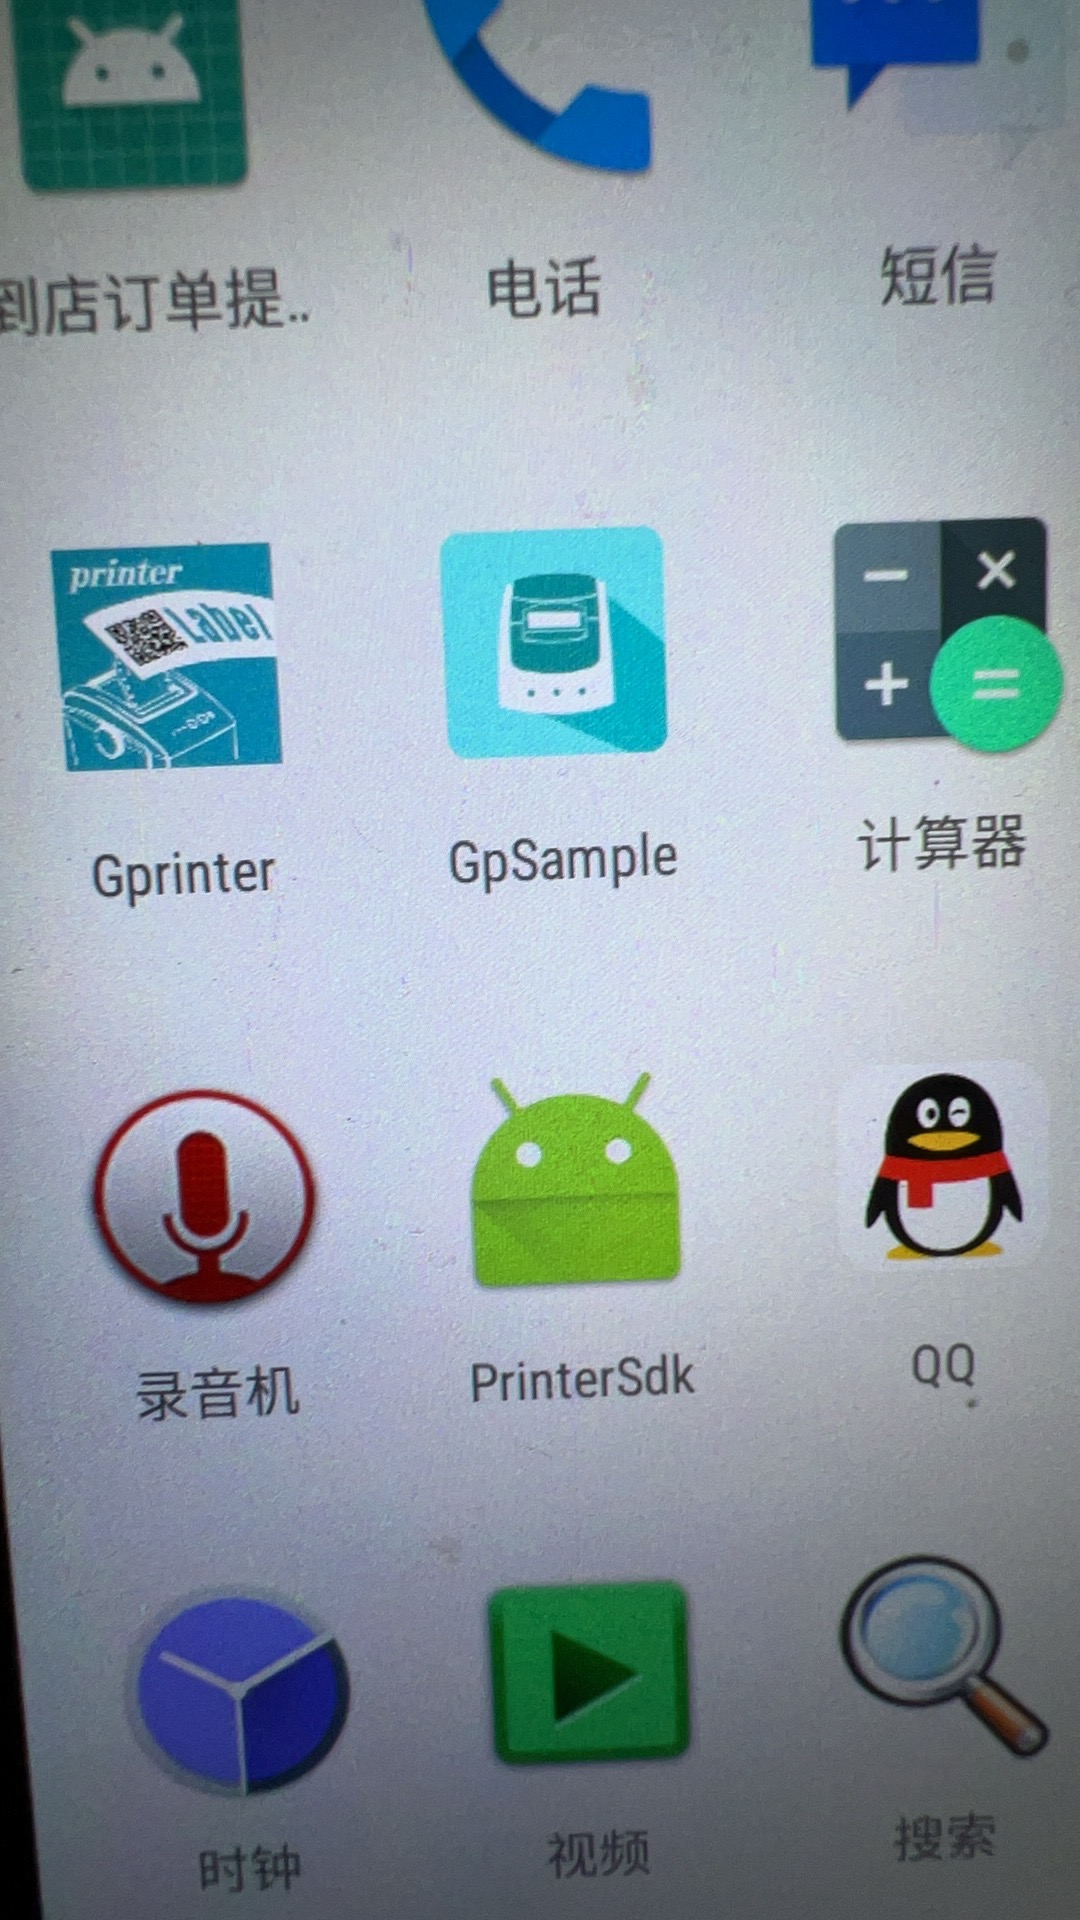 到店订单提..
电话
短信
printer
Label
Gprinter
GpSample
计算器
录音机
PrinterSdk
QQ
时钟
视频
搜索